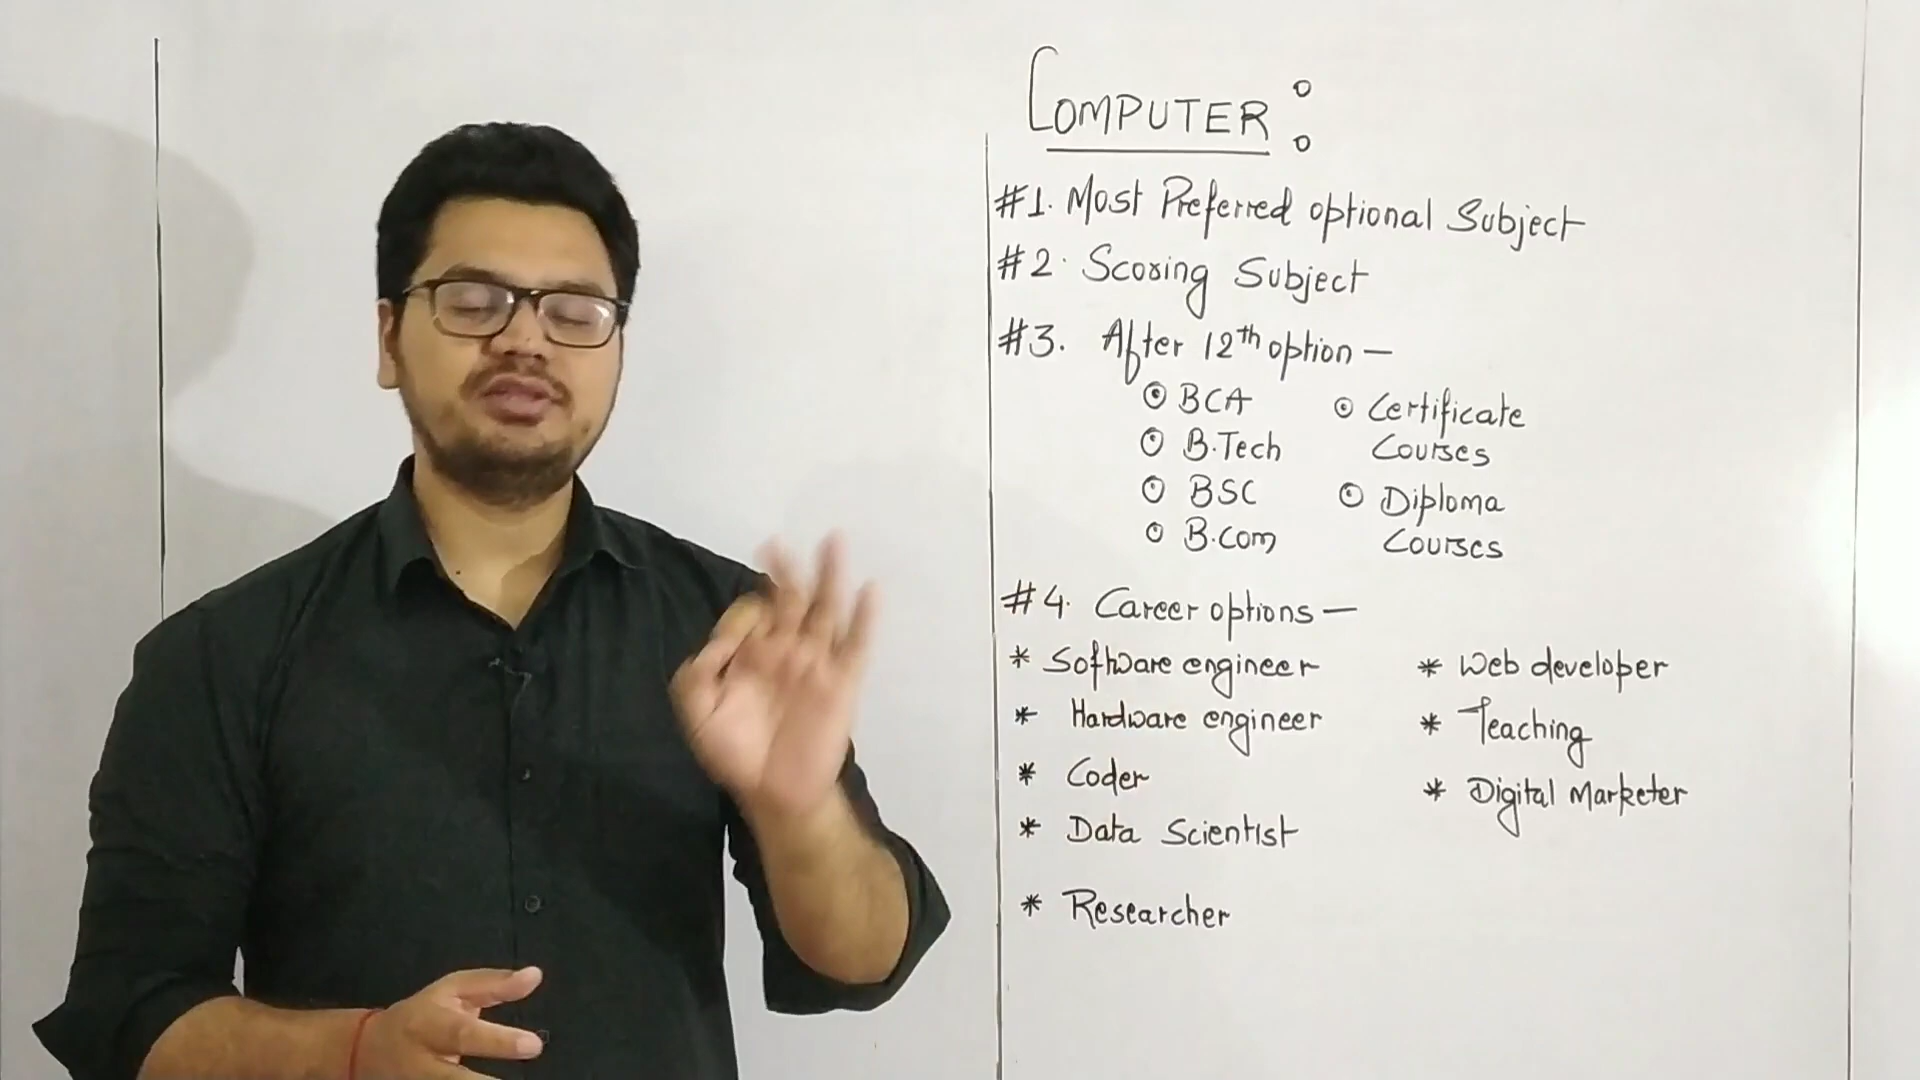 COMPUTER :
#1. Most Preferred optional Subject
#2. Scoring Subject
#3. After 12th option —
⊙ BCA
⊙ B.Tech
⊙ BSC
⊙ B.Com
⊙ Certificate
Courses
⊙ Diploma
Courses
#4. Career options —
* Software engineer
* Hardware engineer
* Coder
* Data Scientist
* Researcher
* Web developer
* Teaching
* Digital Marketer